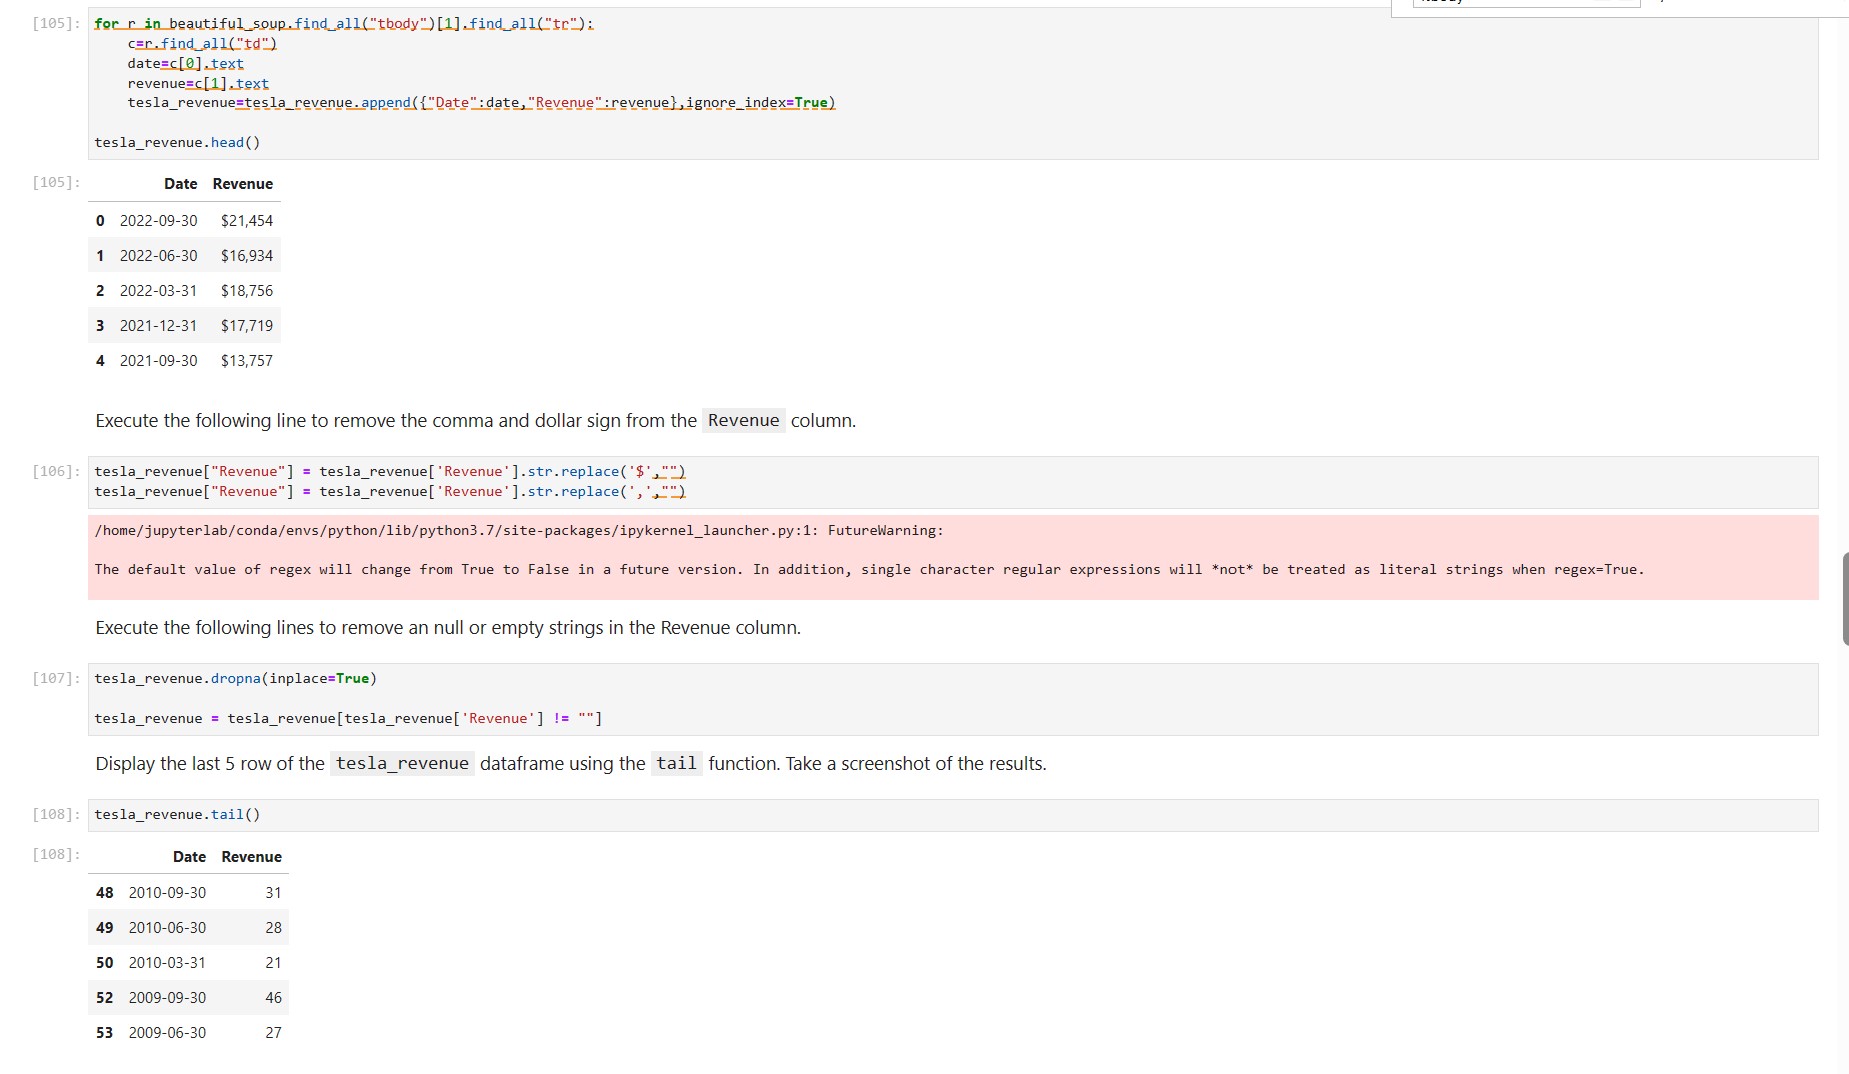 [105]: for r in beautiful_soup.find_all("tbody")[1].find_all("tr"):
    c=r.find_all("td")
    date=c[0].text
    revenue=c[1].text
    tesla_revenue=tesla_revenue.append({"Date":date,"Revenue":revenue},ignore_index=True)
tesla_revenue.head()
[105]: Date Revenue
0 2022-09-30 $21,454
1 2022-06-30 $16,934
2 2022-03-31 $18,756
3 2021-12-31 $17,719
4 2021-09-30 $13,757
Execute the following line to remove the comma and dollar sign from the Revenue column.
[106]: tesla_revenue["Revenue"] = tesla_revenue['Revenue'].str.replace('$',"")
tesla_revenue["Revenue"] = tesla_revenue['Revenue'].str.replace(',',"")
/home/jupyterlab/conda/envs/python/lib/python3.7/site-packages/ipykernel_launcher.py:1: FutureWarning:
The default value of regex will change from True to False in a future version. In addition, single character regular expressions will *not* be treated as literal strings when regex=True.
Execute the following lines to remove an null or empty strings in the Revenue column.
[107]: tesla_revenue.dropna(inplace=True)
tesla_revenue = tesla_revenue[tesla_revenue['Revenue'] != ""]
Display the last 5 row of the tesla_revenue dataframe using the tail function. Take a screenshot of the results.
[108]: tesla_revenue.tail()
[108]: Date Revenue
48 2010-09-30 31
49 2010-06-30 28
50 2010-03-31 21
52 2009-09-30 46
53 2009-06-30 27